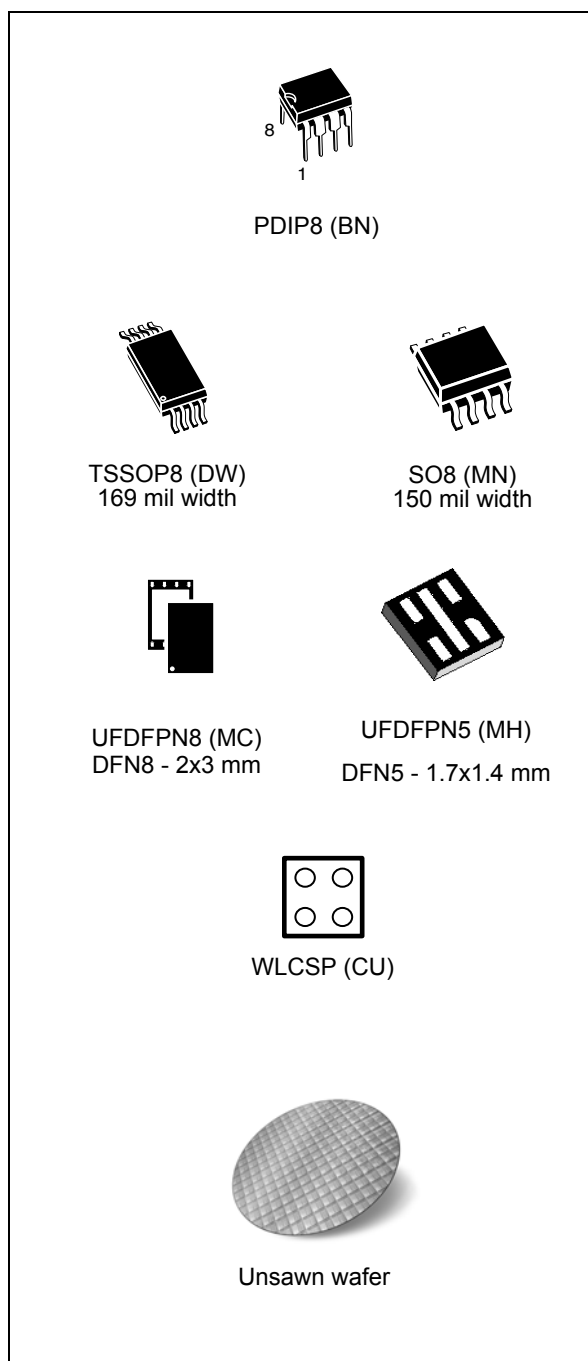 8
1
PDIP8 (BN)
TSSOP8 (DW)
169 mil width
SO8 (MN)
150 mil width
UFDFPN8 (MC)
DFN8 - 2x3 mm
UFDFPN5 (MH)
DFN5 - 1.7x1.4 mm
WLCSP (CU)
Unsawn wafer